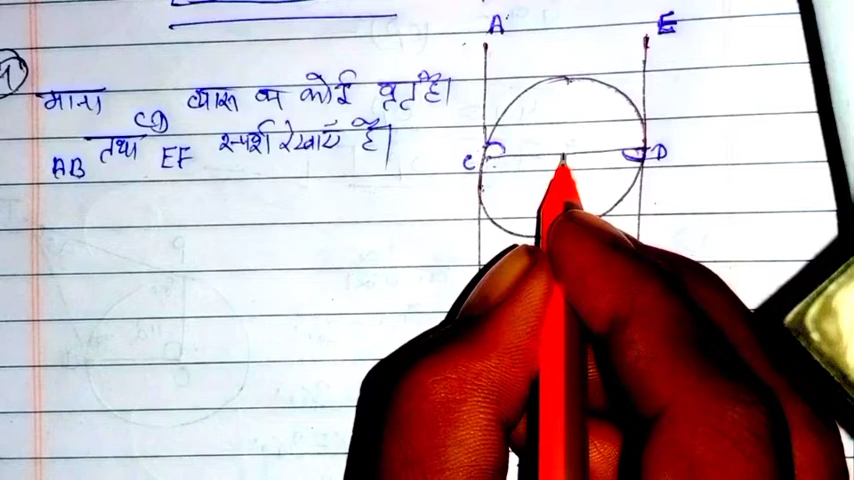 A E
माना CD व्यास का कोई वृत्त है।
AB तथा EF स्पर्श रेखाएँ है।
C D